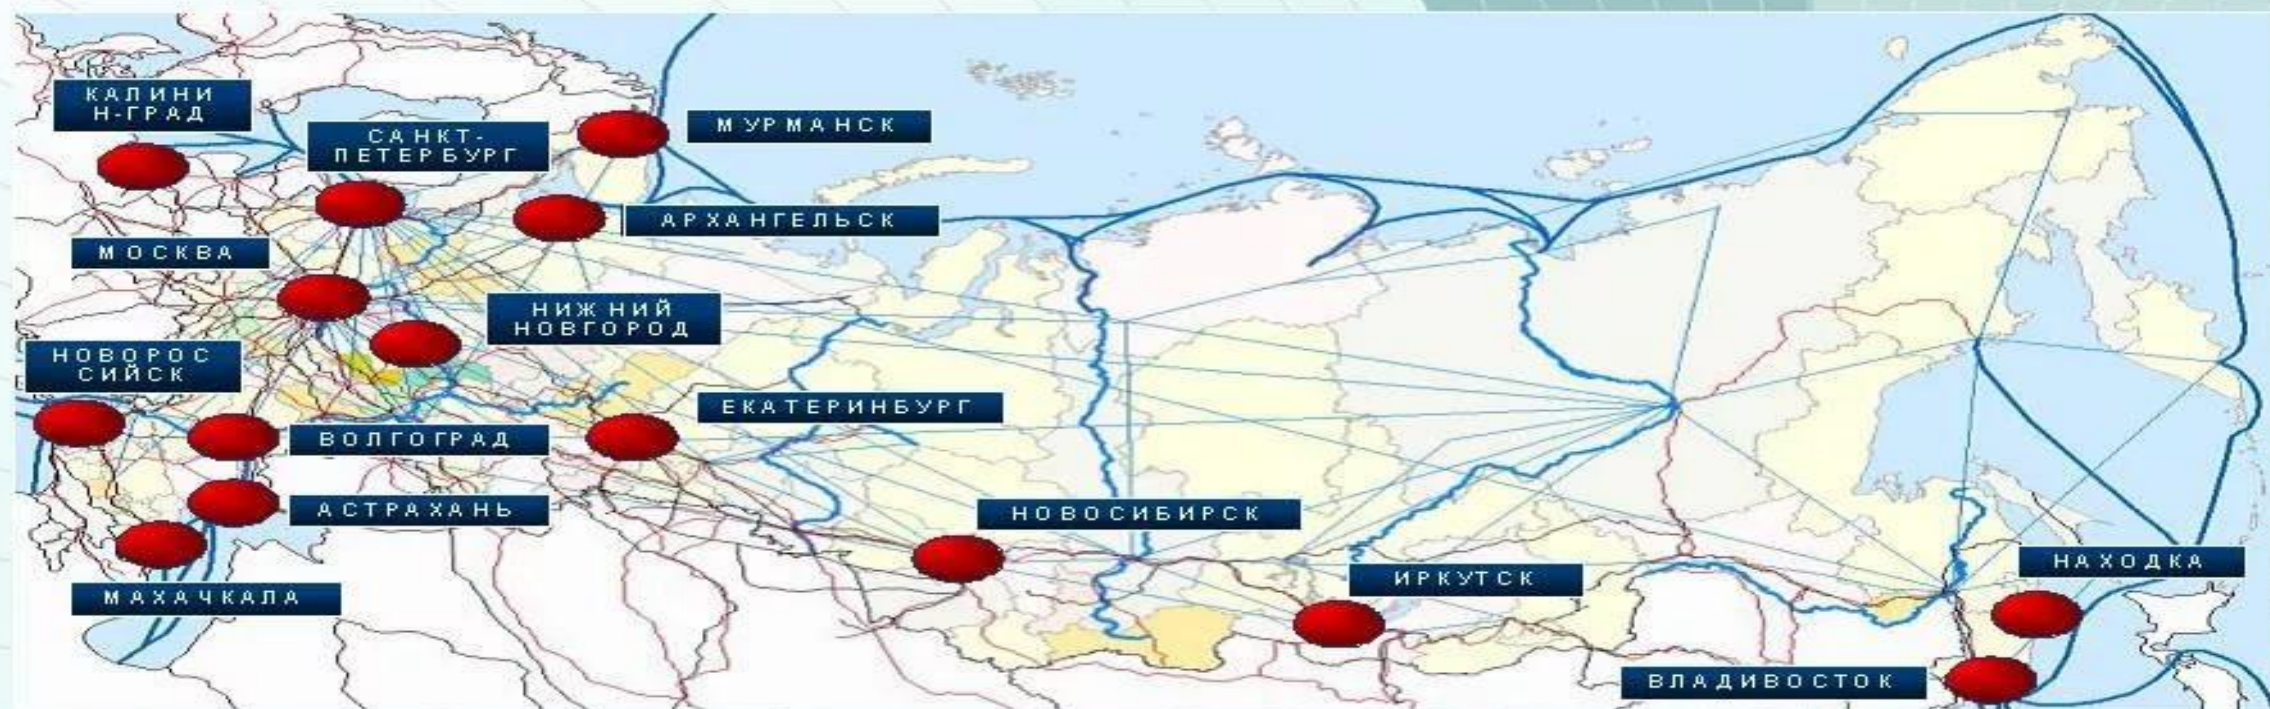 КАЛИНИ
Н-ГРАД
САНКТ-
ПЕТЕРБУРГ
МУРМАНСК
АРХАНГЕЛЬСК
МОСКВА
НИЖНИЙ
НОВГОРОД
НОВОРОС
СИЙСК
ЕКАТЕРИНБУРГ
ВОЛГОГРАД
АСТРАХАНЬ
НОВОСИБИРСК
МАХАЧКАЛА
ИРКУТСК
НАХОДКА
ВЛАДИВОСТОК